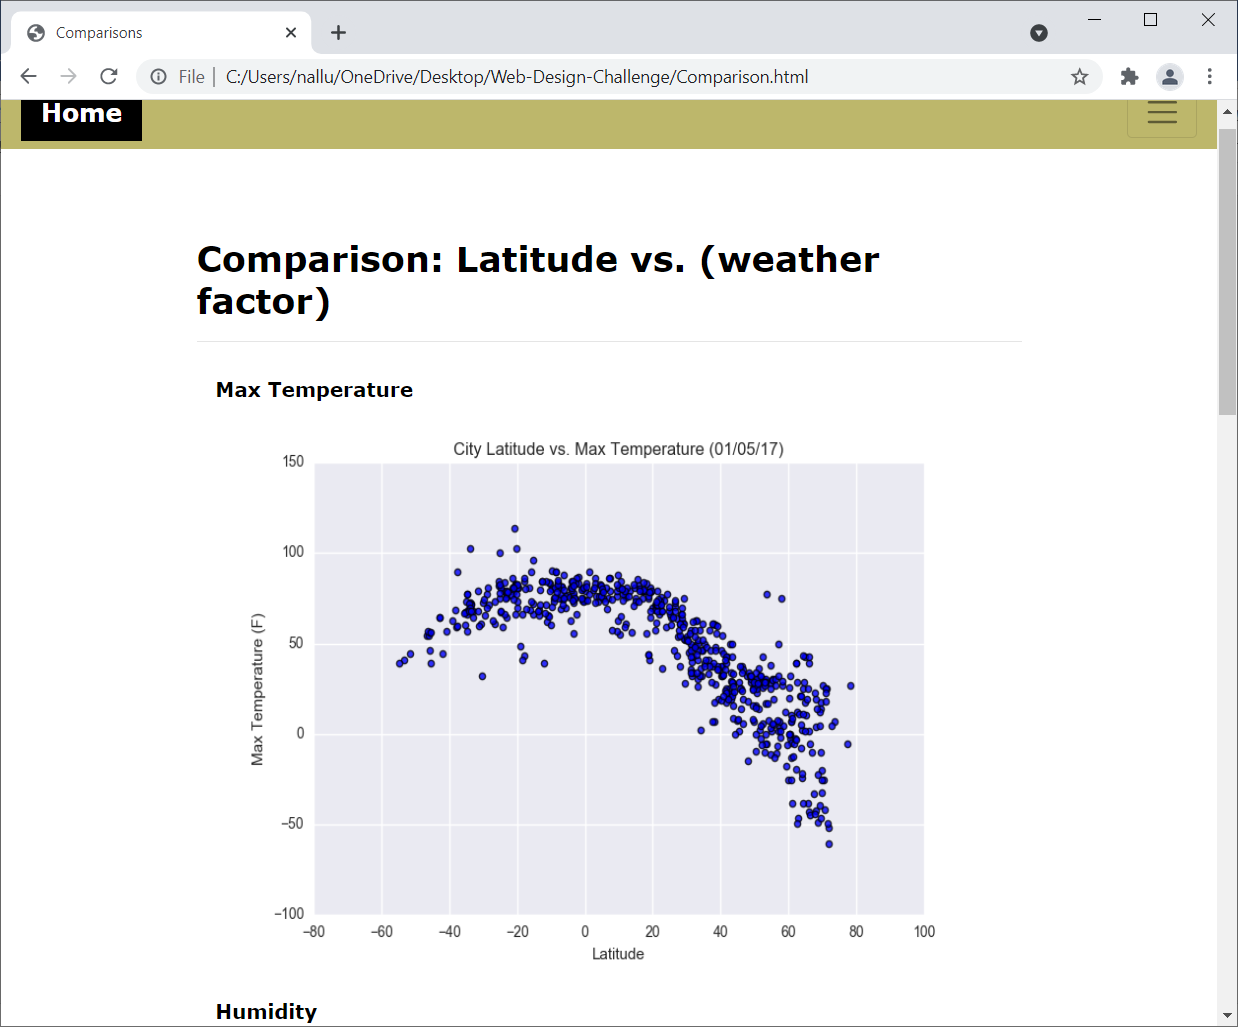 Comparisons
File
C:/Users/nallu/OneDrive/Desktop/Web-Design-Challenge/Comparison.html
Home
Comparison: Latitude vs. (weather
factor)
Max Temperature
City Latitude vs. Max Temperature (01/05/17)
150
100
50
0
−50
−100
Max Temperature (F)
−80 −60 −40 −20 0 20 40 60 80 100
Latitude
Humidity